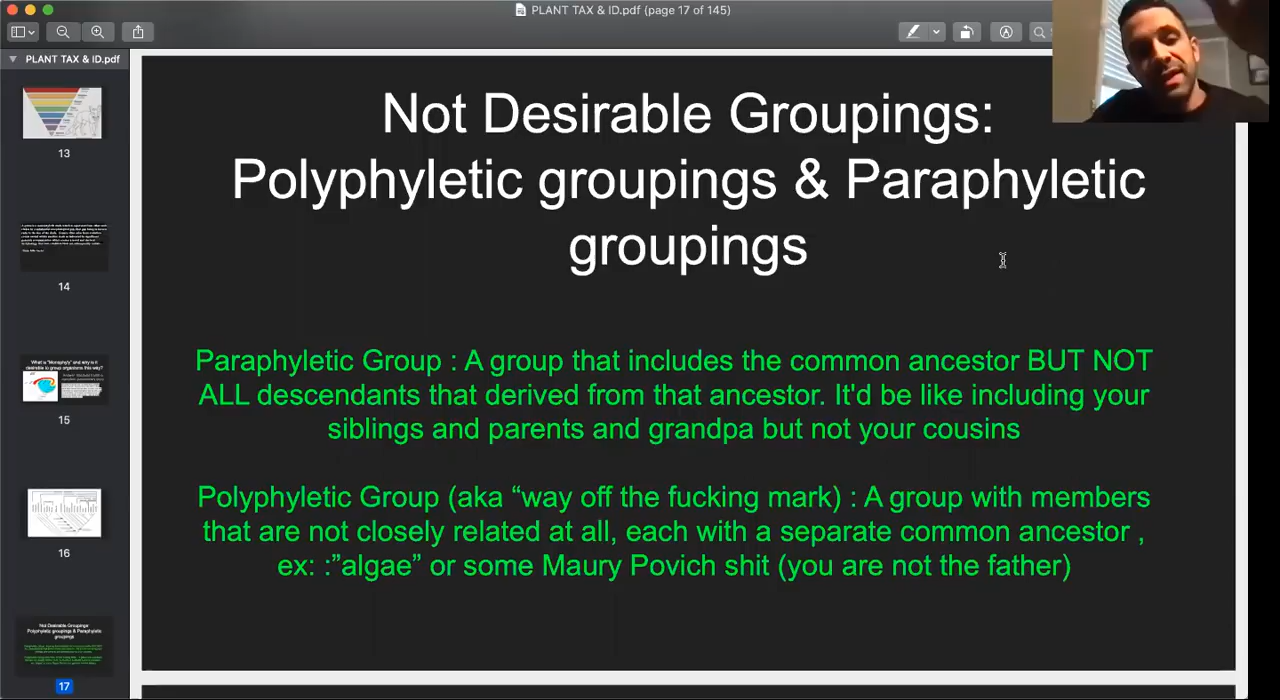 PLANT TAX & ID.pdf (page 17 of 145)
PLANT TAX & ID.pdf
13
14
15
16
17
Not Desirable Groupings:
Polyphyletic groupings & Paraphyletic
groupings
Paraphyletic Group : A group that includes the common ancestor BUT NOT
ALL descendants that derived from that ancestor. It'd be like including your
siblings and parents and grandpa but not your cousins
Polyphyletic Group (aka “way off the fucking mark) : A group with members
that are not closely related at all, each with a separate common ancestor ,
ex: :”algae” or some Maury Povich shit (you are not the father)